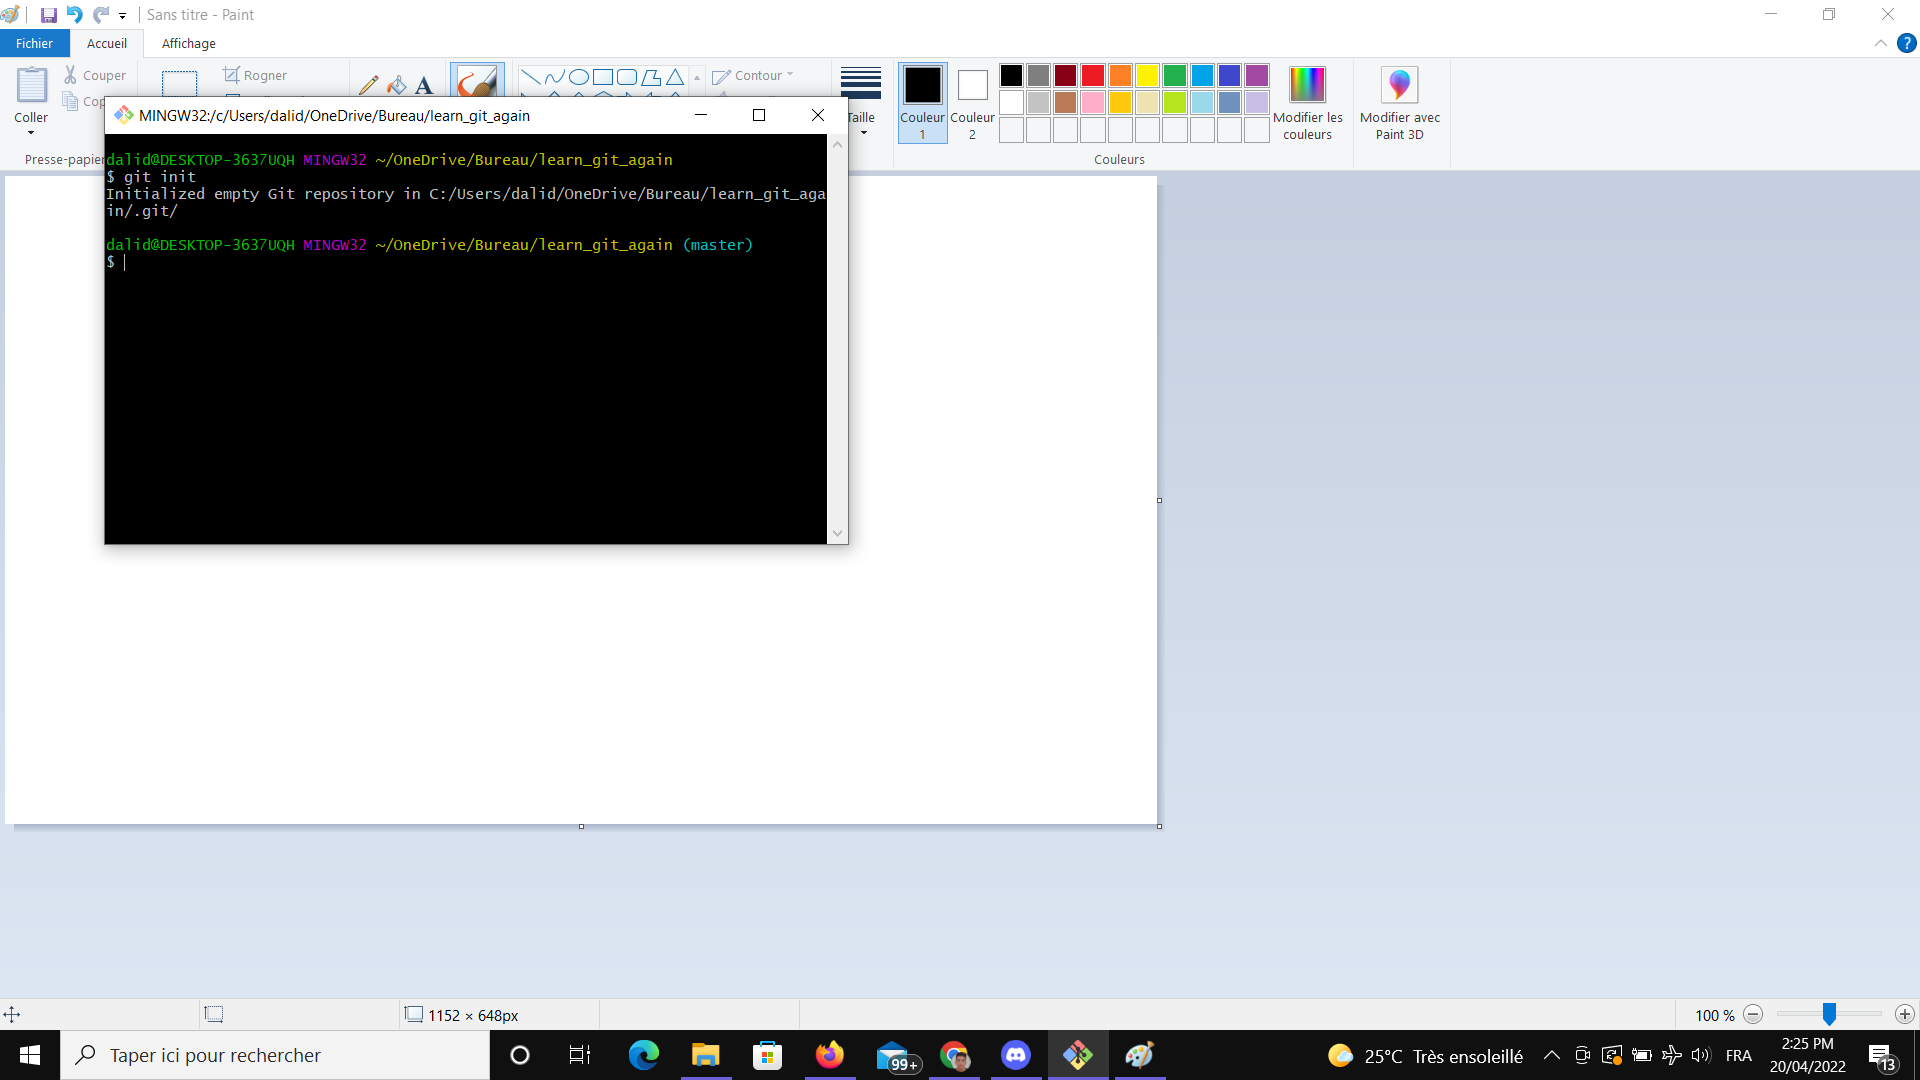 Sans titre - Paint
Fichier Accueil Affichage
Couper
Rogner
Contour
Coller
Taille
Couleur 1
Couleur 2
Modifier les couleurs
Modifier avec Paint 3D
Presse-papier
Couleurs
MINGW32:/c/Users/dalid/OneDrive/Bureau/learn_git_again
dalid@DESKTOP-3637UQH MINGW32 ~/OneDrive/Bureau/learn_git_again
$ git init
Initialized empty Git repository in C:/Users/dalid/OneDrive/Bureau/learn_git_aga
in/.git/
dalid@DESKTOP-3637UQH MINGW32 ~/OneDrive/Bureau/learn_git_again (master)
$
1152 × 648px
100 %
Taper ici pour rechercher
99+
25°C Très ensoleillé
FRA
2:25 PM
20/04/2022
13